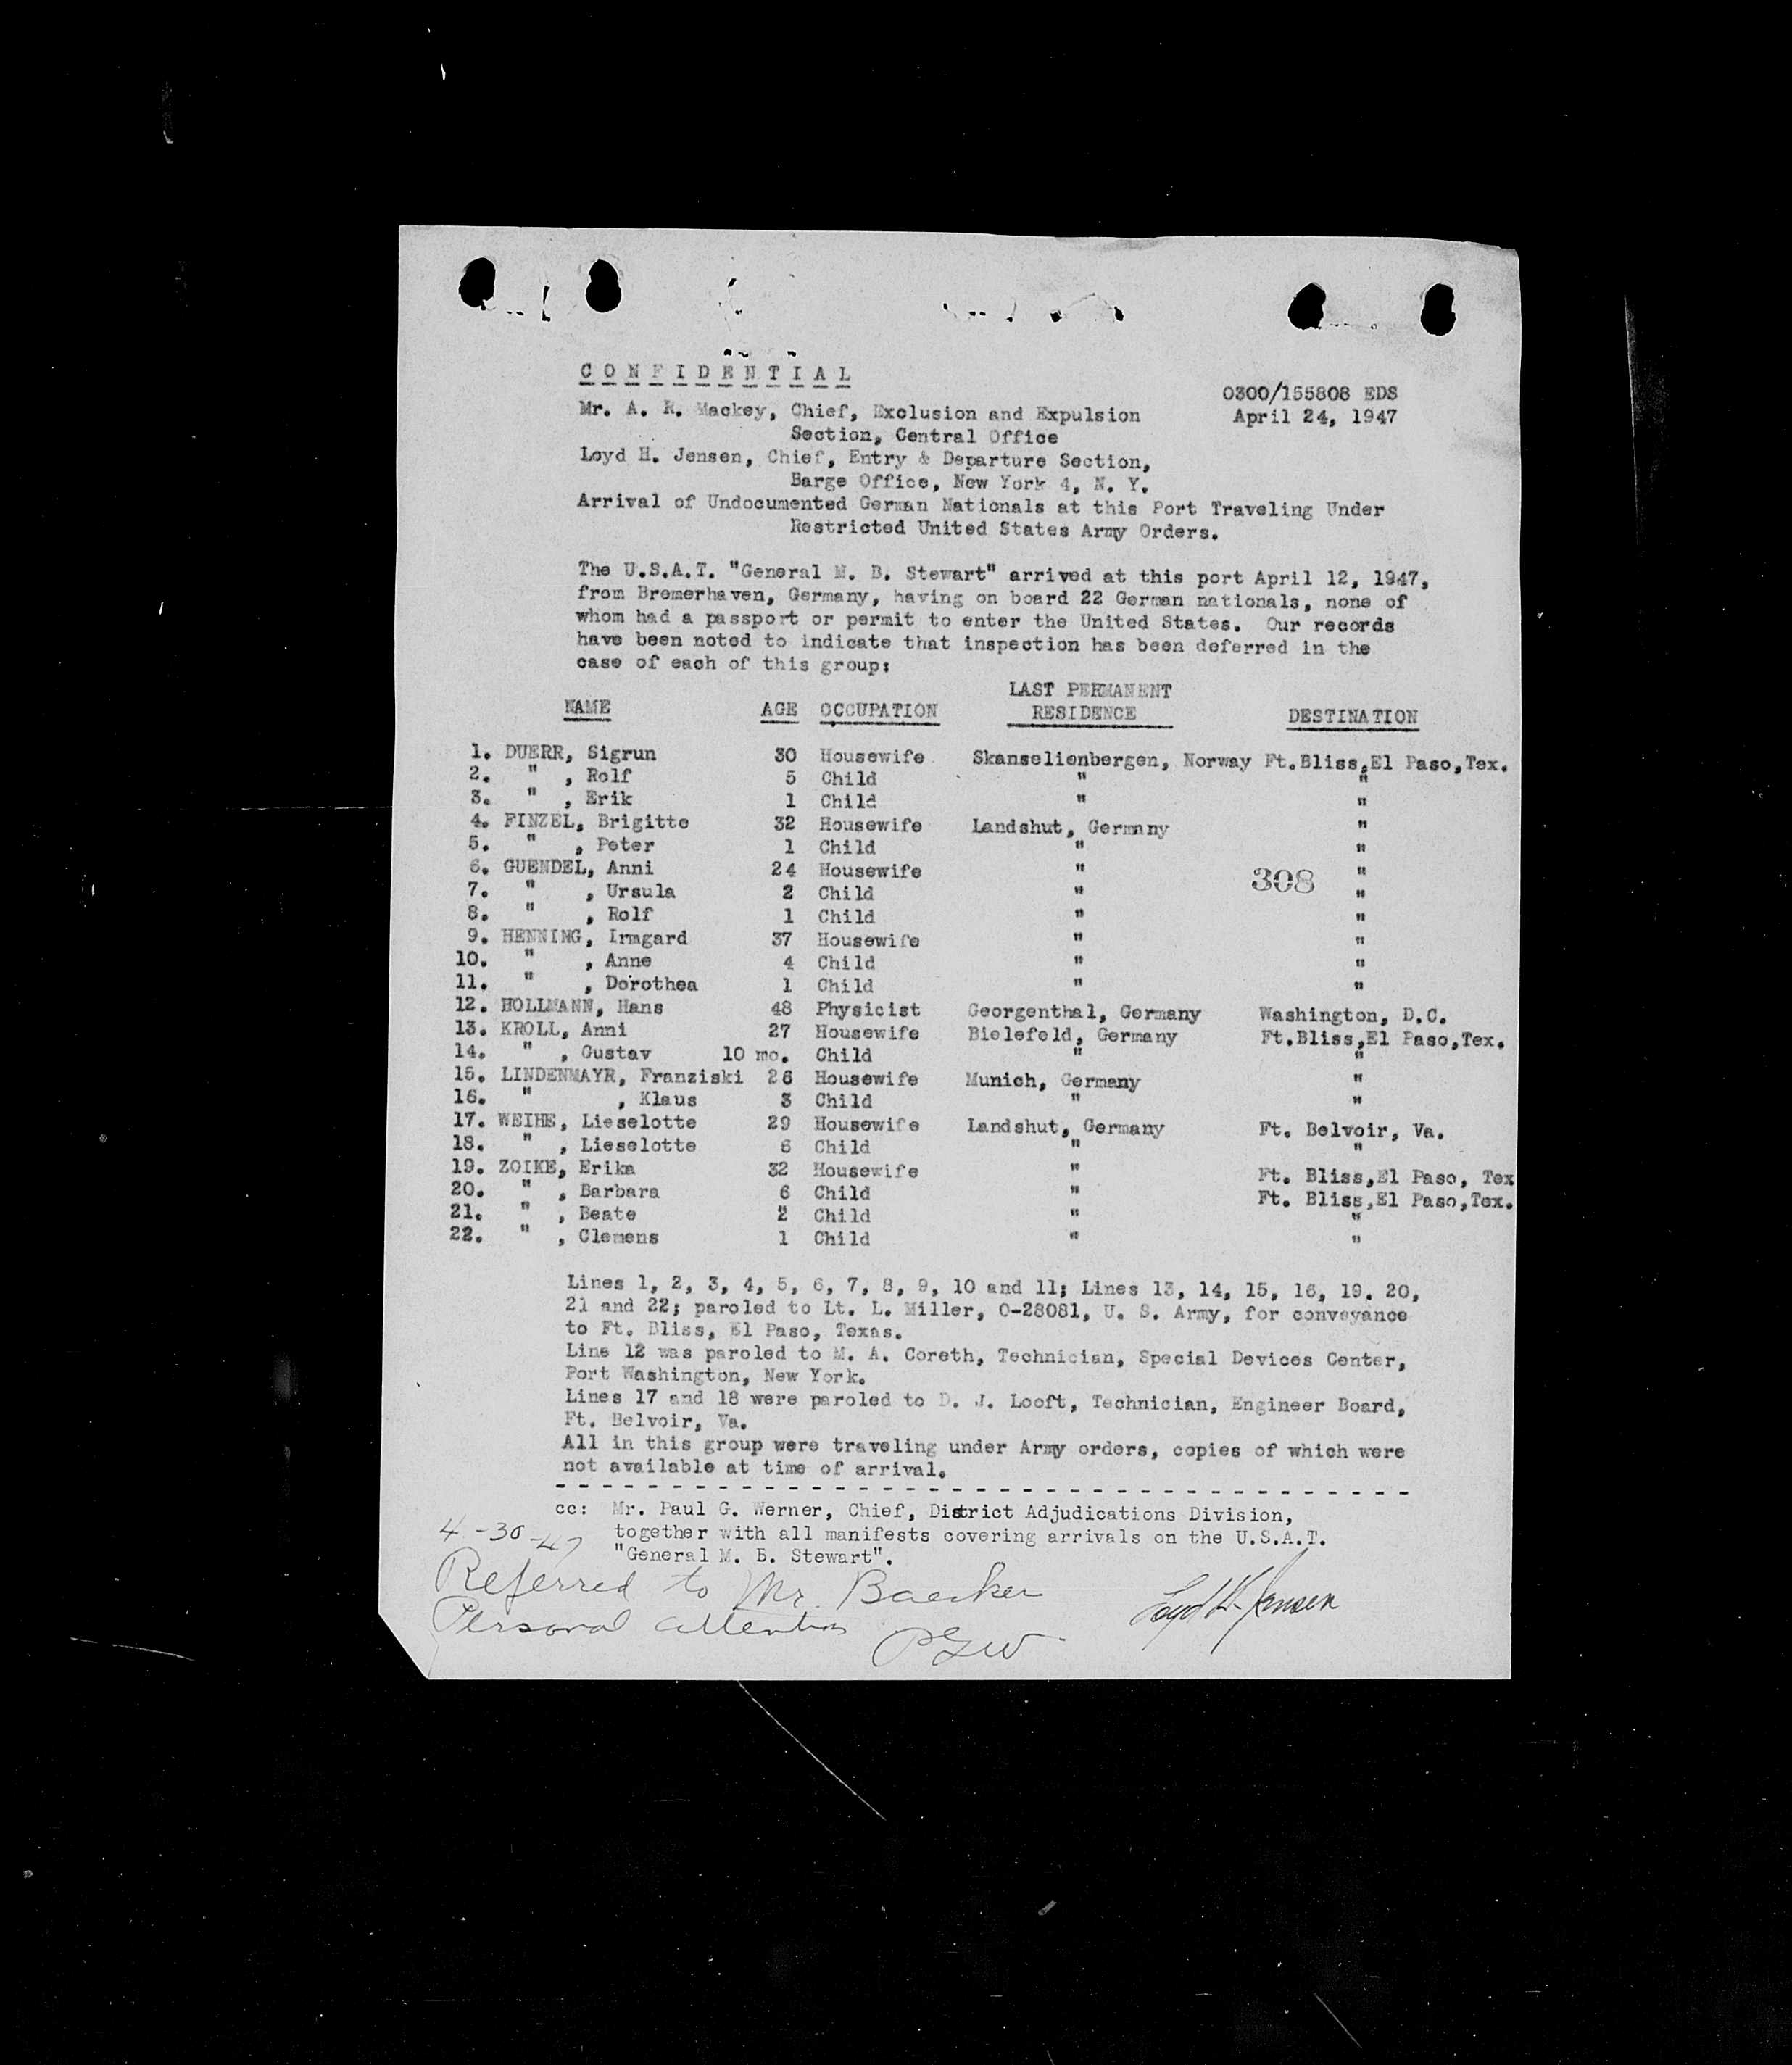 C O N F I D E N T I A L
0300/155808 EDS
Mr. A. R. Mackey, Chief, Exclusion and Expulsion
April 24, 1947
Section, Central Office
Loyd H. Jensen, Chief, Entry & Departure Section,
Barge Office, New York 4, N. Y.
Arrival of Undocumented German Nationals at this Port Traveling Under
Restricted United States Army Orders.
The U.S.A.T. "General M. B. Stewart" arrived at this port April 12, 1947,
from Bremerhaven, Germany, having on board 22 German nationals, none of
whom had a passport or permit to enter the United States. Our records
have been noted to indicate that inspection has been deferred in the
case of each of this group:
LAST PERMANENT
NAME AGE OCCUPATION RESIDENCE DESTINATION
1. DUERR, Sigrun 30 Housewife Skanselienbergen, Norway Ft.Bliss,El Paso,Tex.
2. " , Rolf 5 Child " "
3. " , Erik 1 Child " "
4. FINZEL, Brigitte 32 Housewife Landshut, Germany "
5. " , Peter 1 Child " "
6. GUENDEL, Anni 24 Housewife " "
308
7. " , Ursula 2 Child " "
8. " , Rolf 1 Child " "
9. HENNING, Irmgard 37 Housewife " "
10. " , Anne 4 Child " "
11. " , Dorothea 1 Child " "
12. HOLLMANN, Hans 48 Physicist Georgenthal, Germany Washington, D.C.
13. KROLL, Anni 27 Housewife Bielefeld, Germany Ft.Bliss,El Paso,Tex.
14. " , Gustav 10 mo. Child " "
15. LINDENMAYR, Franziski 26 Housewife Munich, Germany "
16. " , Klaus 3 Child " "
17. WEIHE, Lieselotte 29 Housewife Landshut, Germany Ft. Belvoir, Va.
18. " , Lieselotte 6 Child " "
19. ZOIKE, Erika 32 Housewife " Ft. Bliss,El Paso, Tex
20. " , Barbara 6 Child " Ft. Bliss,El Paso,Tex.
21. " , Beate 2 Child " "
22. " , Clemens 1 Child " "
Lines 1, 2, 3, 4, 5, 6, 7, 8, 9, 10 and 11; Lines 13, 14, 15, 16, 19. 20,
21 and 22; paroled to Lt. L. Miller, O-28081, U. S. Army, for conveyance
to Ft. Bliss, El Paso, Texas.
Line 12 was paroled to M. A. Coreth, Technician, Special Devices Center,
Port Washington, New York.
Lines 17 and 18 were paroled to D. J. Looft, Technician, Engineer Board,
Ft. Belvoir, Va.
All in this group were traveling under Army orders, copies of which were
not available at time of arrival.
cc: Mr. Paul G. Werner, Chief, District Adjudications Division,
together with all manifests covering arrivals on the U.S.A.T.
"General M. B. Stewart".
4-30-47
Referred to Mr. Baecker
Personal attention
PGW
Loyd H. Jensen